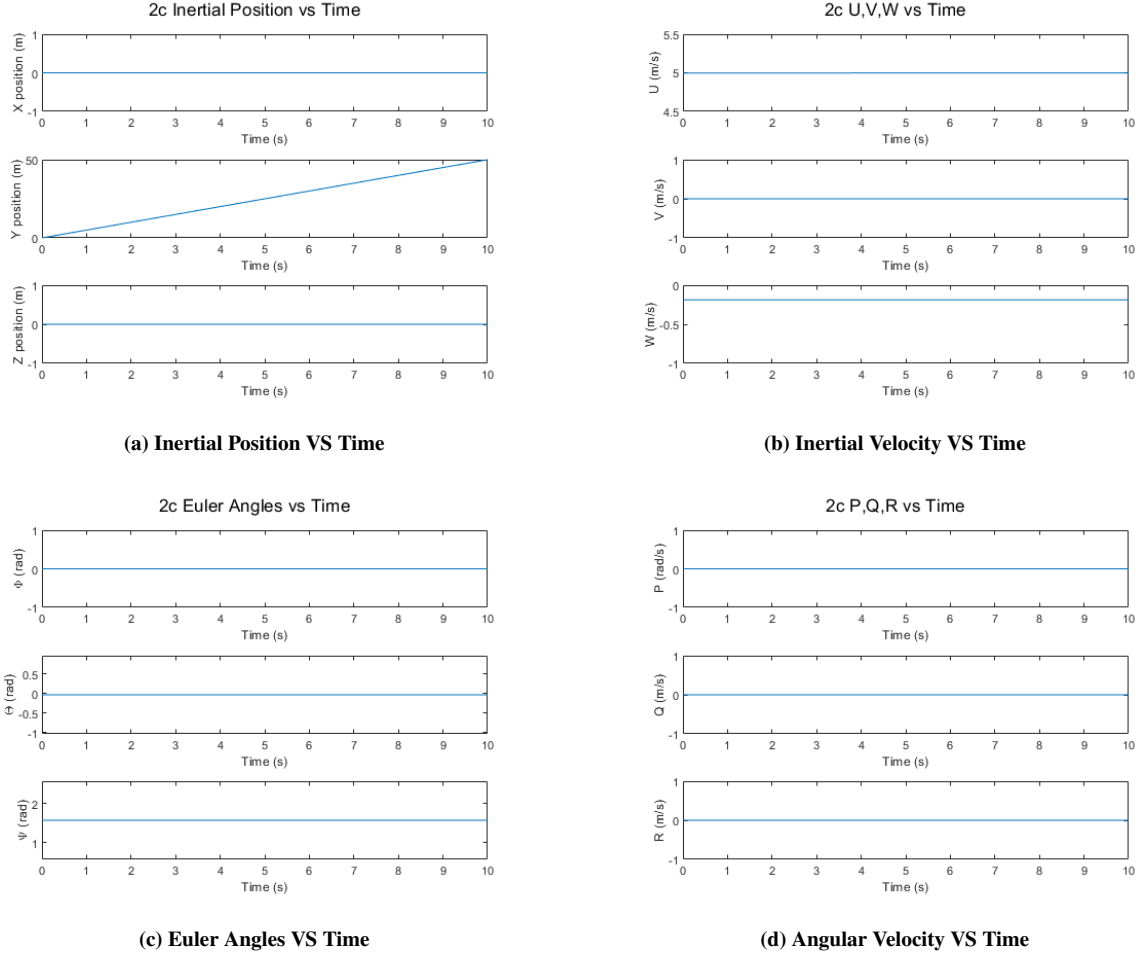 2c Inertial Position vs Time
1
0
-1
X position (m)
0 1 2 3 4 5 6 7 8 9 10
Time (s)
50
0
Y position (m)
0 1 2 3 4 5 6 7 8 9 10
Time (s)
1
0
-1
Z position (m)
0 1 2 3 4 5 6 7 8 9 10
Time (s)
(a) Inertial Position VS Time
2c U,V,W vs Time
5.5
5
4.5
U (m/s)
0 1 2 3 4 5 6 7 8 9 10
Time (s)
1
0
-1
V (m/s)
0 1 2 3 4 5 6 7 8 9 10
Time (s)
0
-0.5
-1
W (m/s)
0 1 2 3 4 5 6 7 8 9 10
Time (s)
(b) Inertial Velocity VS Time
2c Euler Angles vs Time
1
0
-1
Φ (rad)
0 1 2 3 4 5 6 7 8 9 10
Time (s)
0.5
0
-0.5
-1
Θ (rad)
0 1 2 3 4 5 6 7 8 9 10
Time (s)
2
1
Ψ (rad)
0 1 2 3 4 5 6 7 8 9 10
Time (s)
(c) Euler Angles VS Time
2c P,Q,R vs Time
1
0
-1
P (rad/s)
0 1 2 3 4 5 6 7 8 9 10
Time (s)
1
0
-1
Q (m/s)
0 1 2 3 4 5 6 7 8 9 10
Time (s)
1
0
-1
R (m/s)
0 1 2 3 4 5 6 7 8 9 10
Time (s)
(d) Angular Velocity VS Time